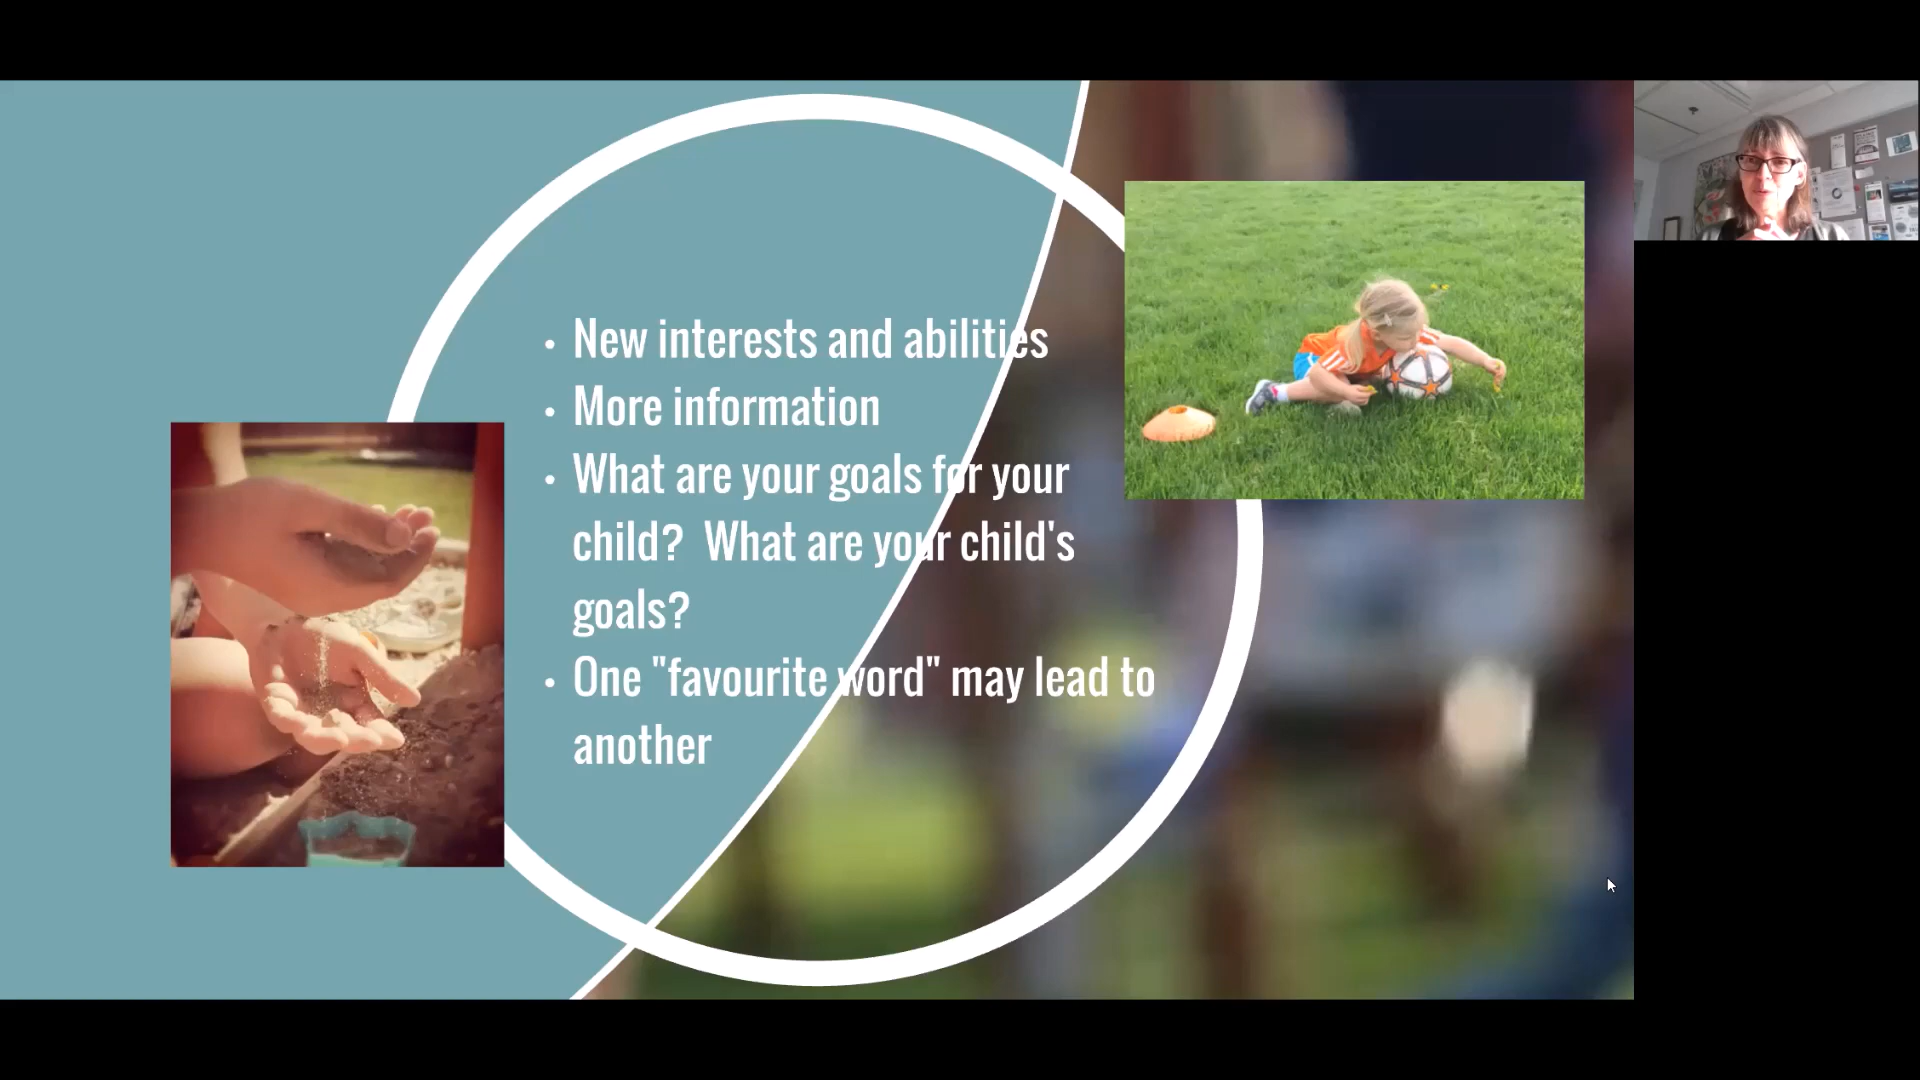 • New interests and abilities
• More information
• What are your goals for your
child?  What are your child's
goals?
• One "favourite word" may lead to
another